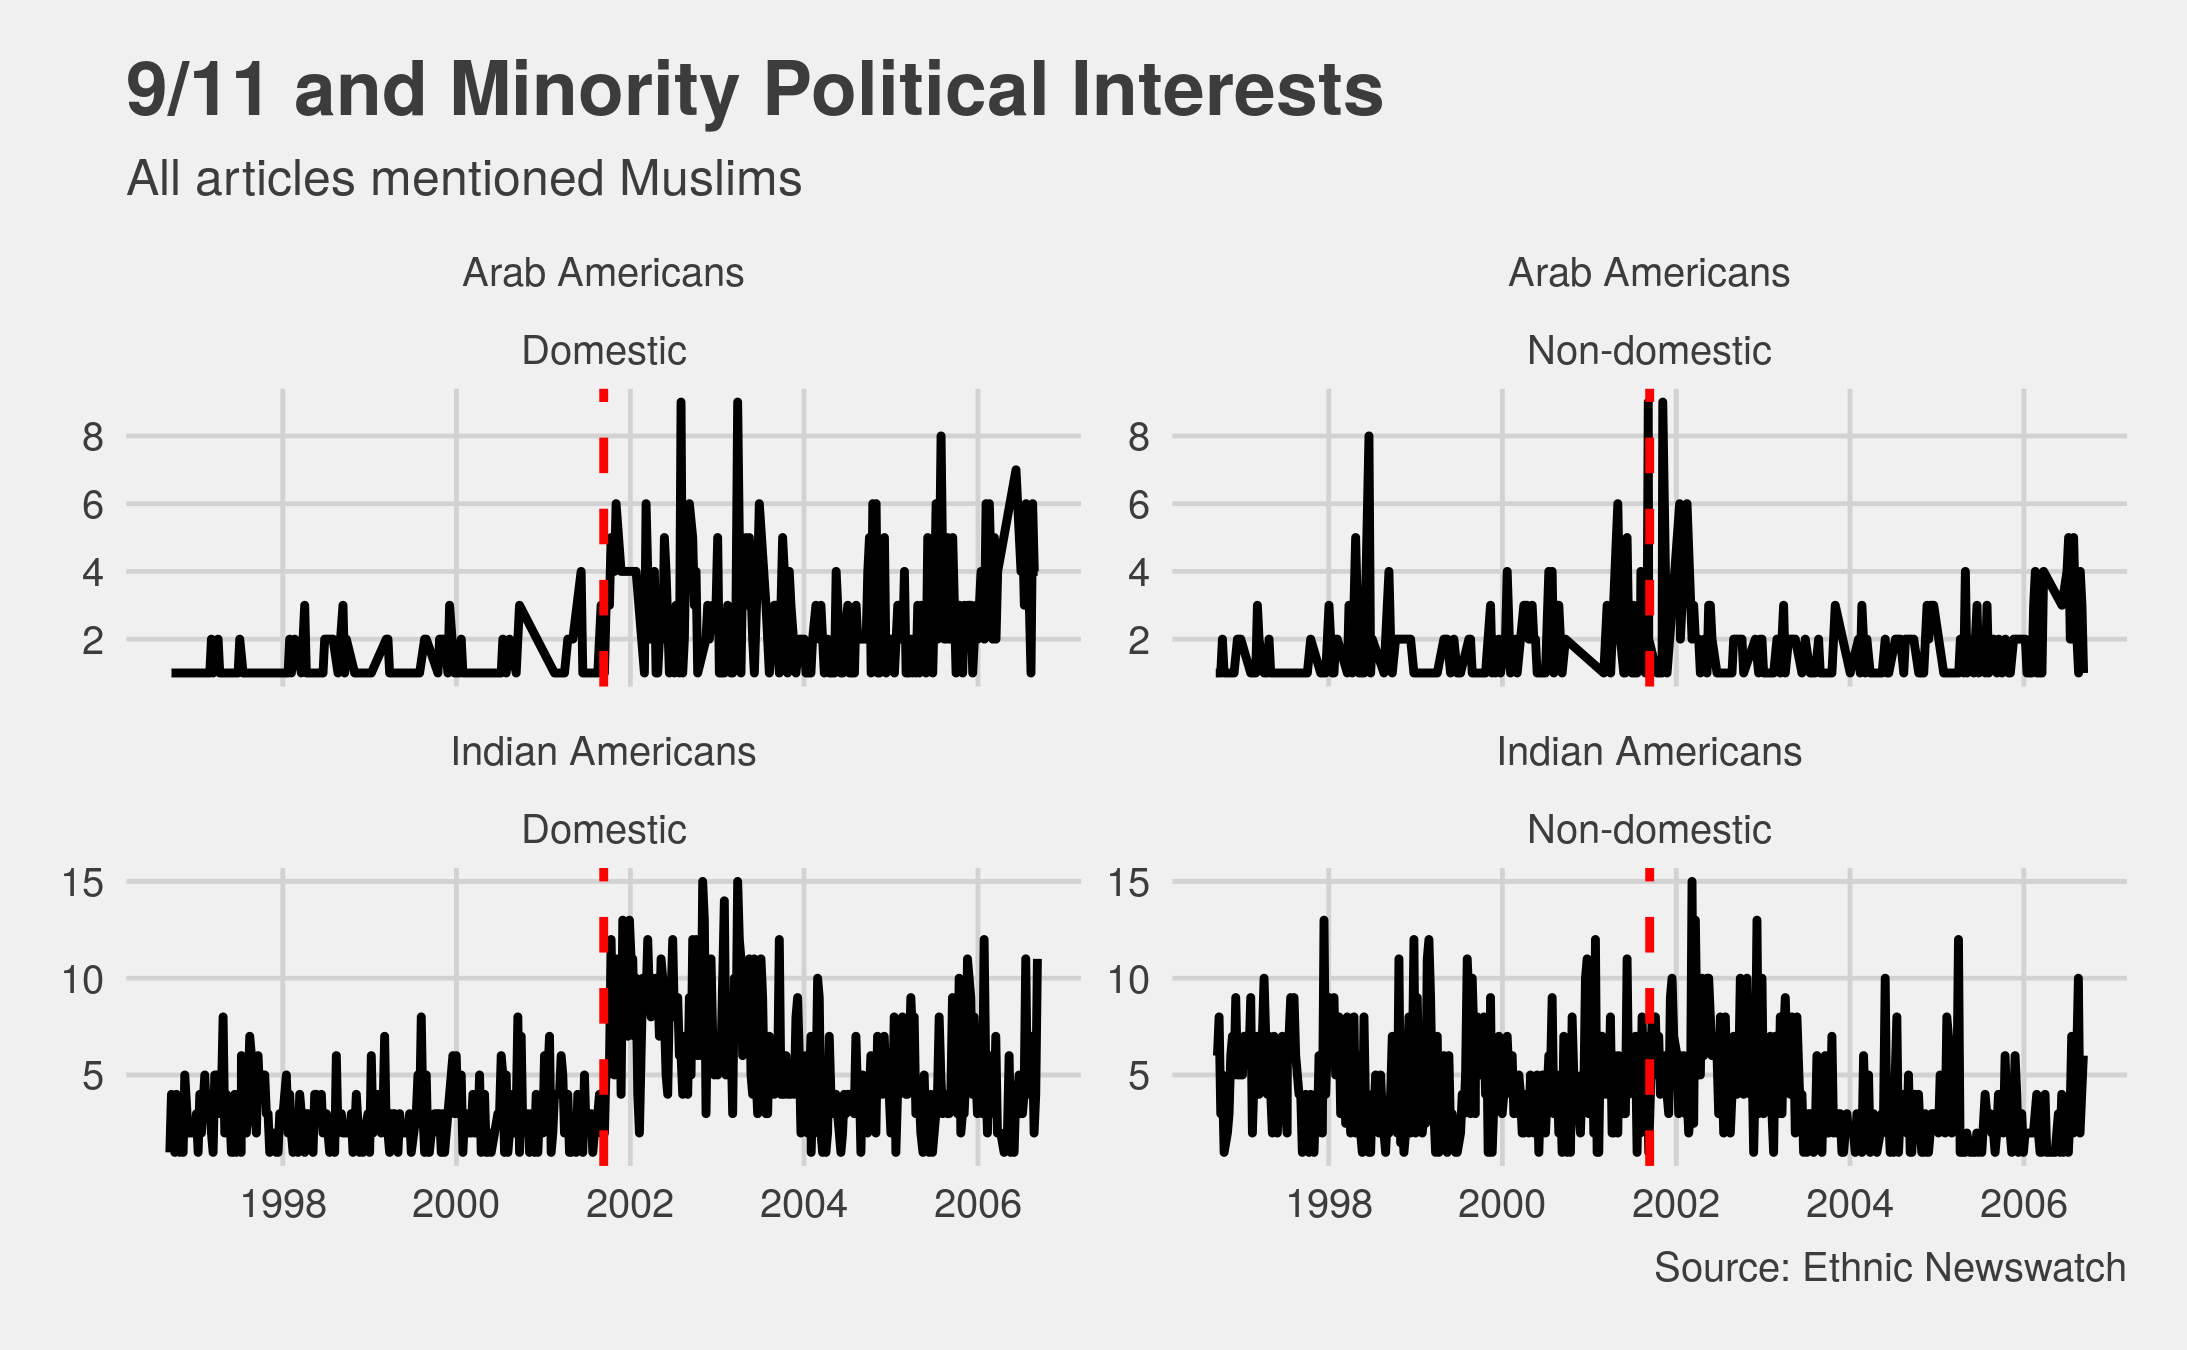 9/11 and Minority Political Interests
All articles mentioned Muslims
Arab Americans
Arab Americans
Domestic
Non-domestic
8
6
4
2
8
6
4
2
Indian Americans
Indian Americans
Domestic
Non-domestic
15
10
5
15
10
5
1998 2000 2002 2004 2006
1998 2000 2002 2004 2006
Source: Ethnic Newswatch